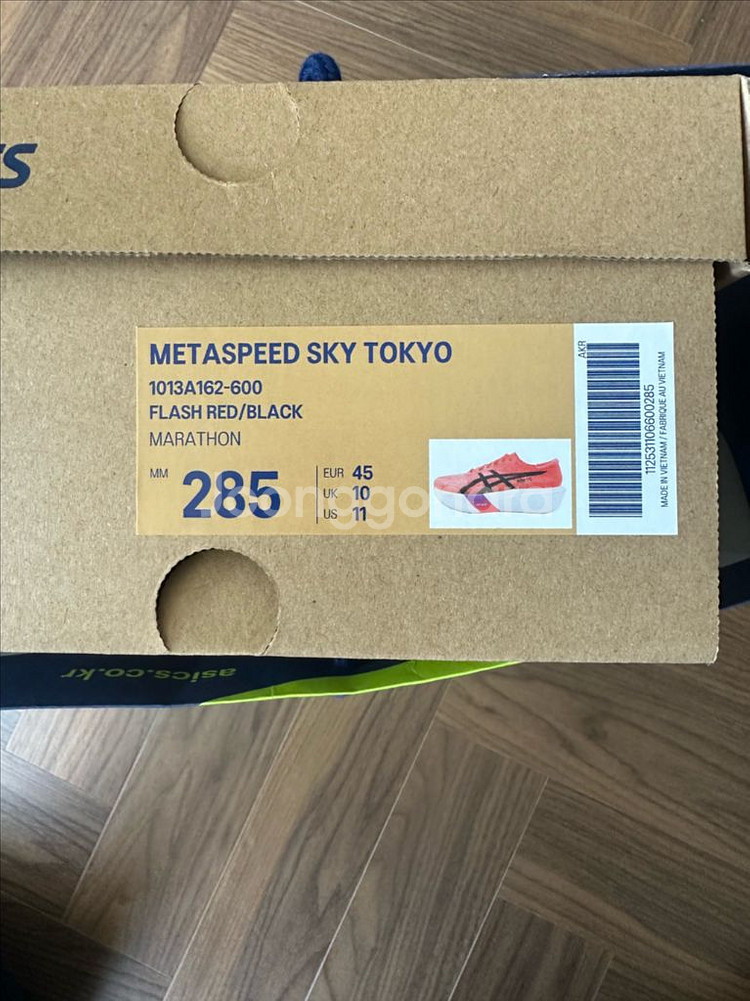 METASPEED SKY TOKYO
1013A162-600
FLASH RED/BLACK
MARATHON
MM 285
EUR 45
UK 10
US 11
AKR
112531106600285
MADE IN VIETNAM / FABRIQUE AU VIETNAM
asics.co.kr